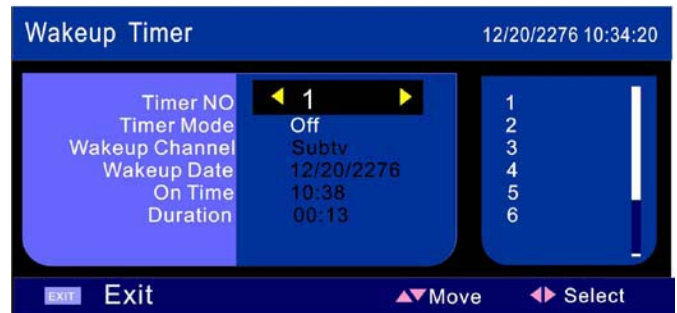 Wakeup Timer 12/20/2276 10:34:20
Timer NO 1
Timer Mode Off
Wakeup Channel Subtv
Wakeup Date 12/20/2276
On Time 10:38
Duration 00:13
1
2
3
4
5
6
EXIT Exit Move Select